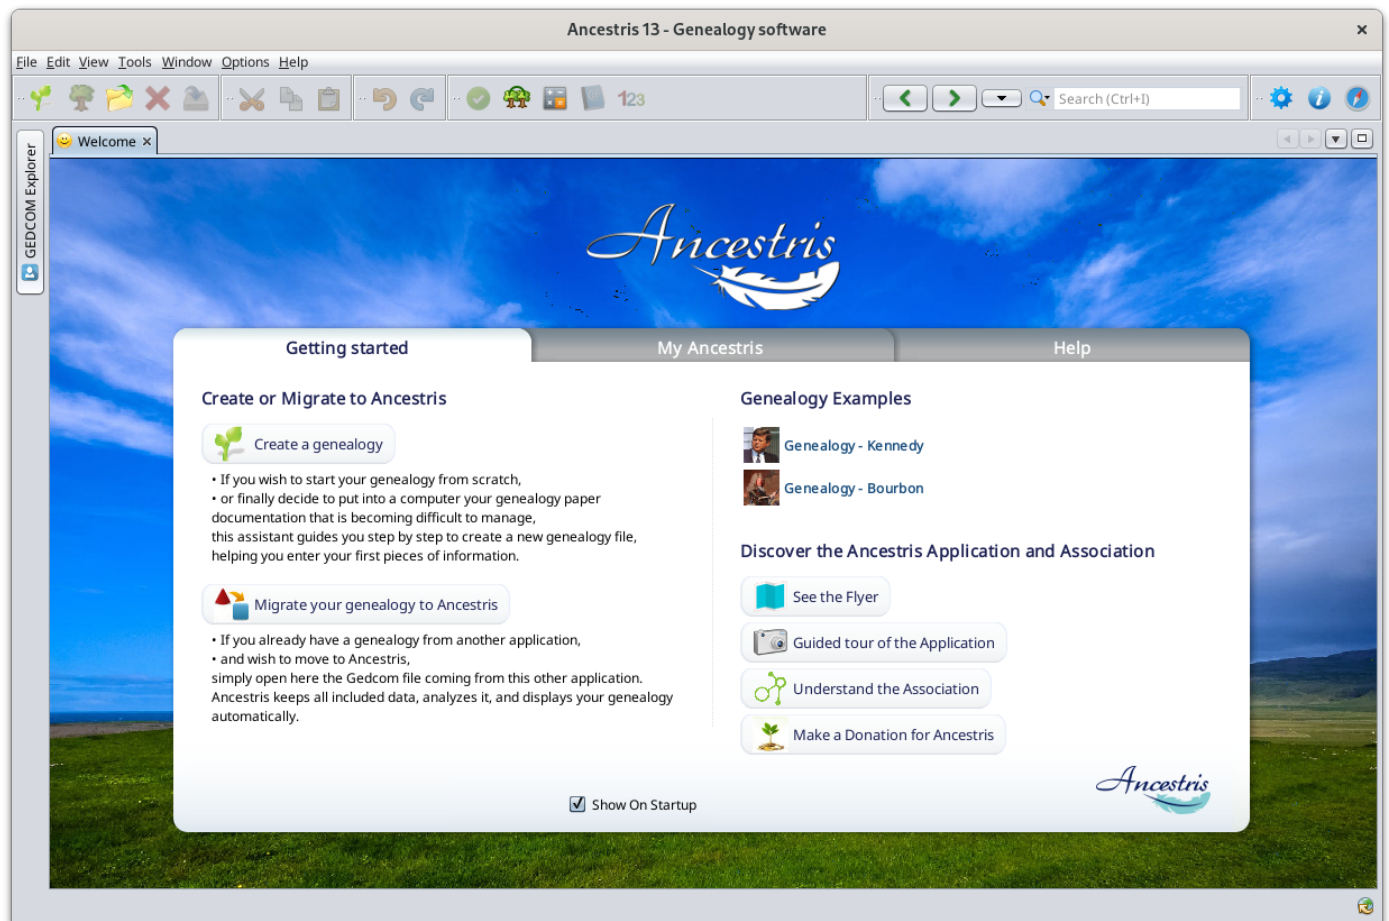 Ancestris 13 - Genealogy software
File Edit View Tools Window Options Help
123
Search (Ctrl+I)
GEDCOM Explorer
Welcome
Ancestris
Getting started
My Ancestris
Help
Create or Migrate to Ancestris
Create a genealogy
• If you wish to start your genealogy from scratch,
• or finally decide to put into a computer your genealogy paper
documentation that is becoming difficult to manage,
this assistant guides you step by step to create a new genealogy file,
helping you enter your first pieces of information.
Migrate your genealogy to Ancestris
• If you already have a genealogy from another application,
• and wish to move to Ancestris,
simply open here the Gedcom file coming from this other application.
Ancestris keeps all included data, analyzes it, and displays your genealogy
automatically.
Genealogy Examples
Genealogy - Kennedy
Genealogy - Bourbon
Discover the Ancestris Application and Association
See the Flyer
Guided tour of the Application
Understand the Association
Make a Donation for Ancestris
Ancestris
Show On Startup